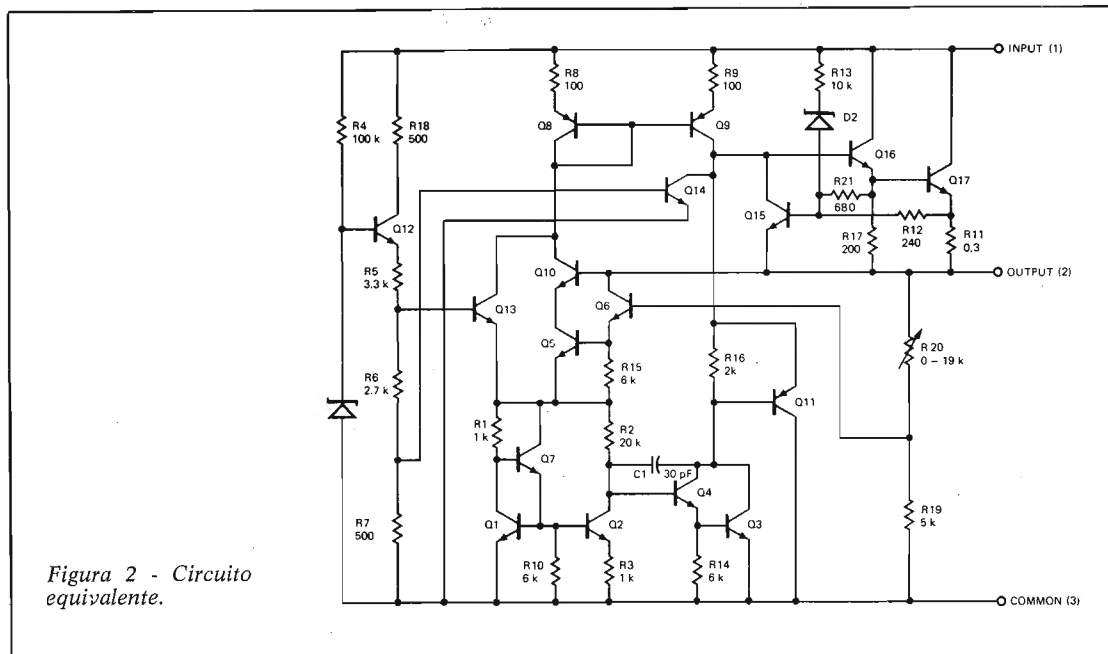 INPUT (1)
R8
100
R9
100
R13
10 k
R4
100 k
R18
500
Q8
Q9
D2
Q14
Q16
R21
680
Q17
Q12
Q15
R12
240
R17
200
R11
0.3
R5
3.3 k
OUTPUT (2)
Q10
Q6
Q13
R20
0 – 19 k
Q5
R6
2.7 k
R15
6 k
R16
2k
Q11
R1
1 k
R2
20 k
Q7
C1
30 pF
Q4
R7
500
Q1
Q2
Q3
R19
5 k
R10
6 k
R3
1 k
R14
6 k
COMMON (3)
Figura 2 - Circuito
equivalente.